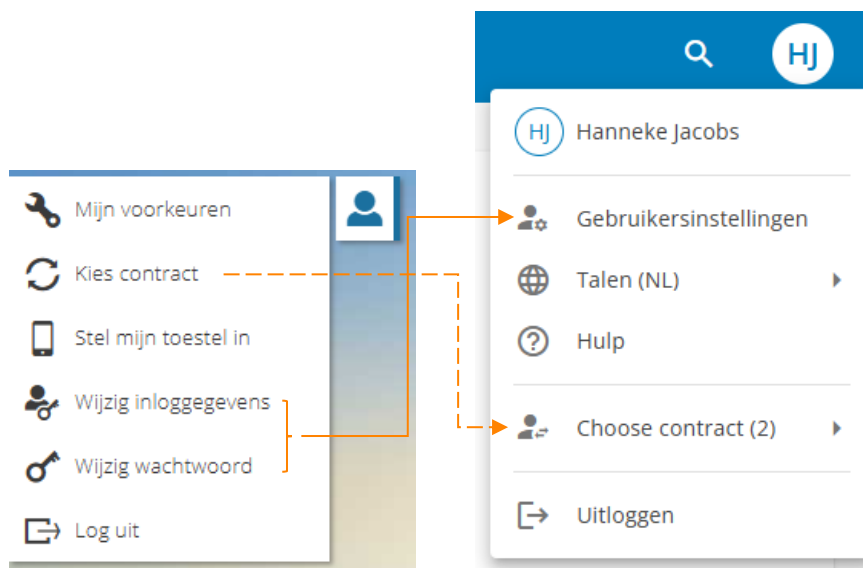 Mijn voorkeuren
Kies contract
Stel mijn toestel in
Wijzig inloggegevens
Wijzig wachtwoord
Log uit
HJ
HJ Hanneke Jacobs
Gebruikersinstellingen
Talen (NL)
Hulp
Choose contract (2)
Uitloggen